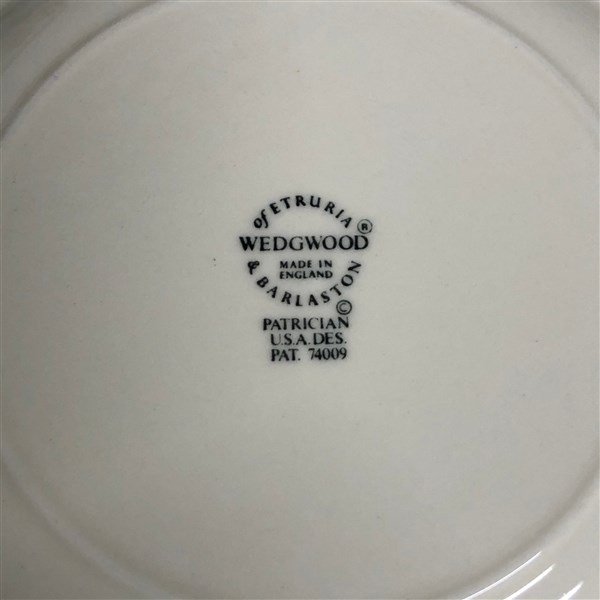 of ETRURIA
WEDGWOOD®
MADE IN
ENGLAND
& BARLASTON
©
PATRICIAN
U.S.A. DES.
PAT. 74009